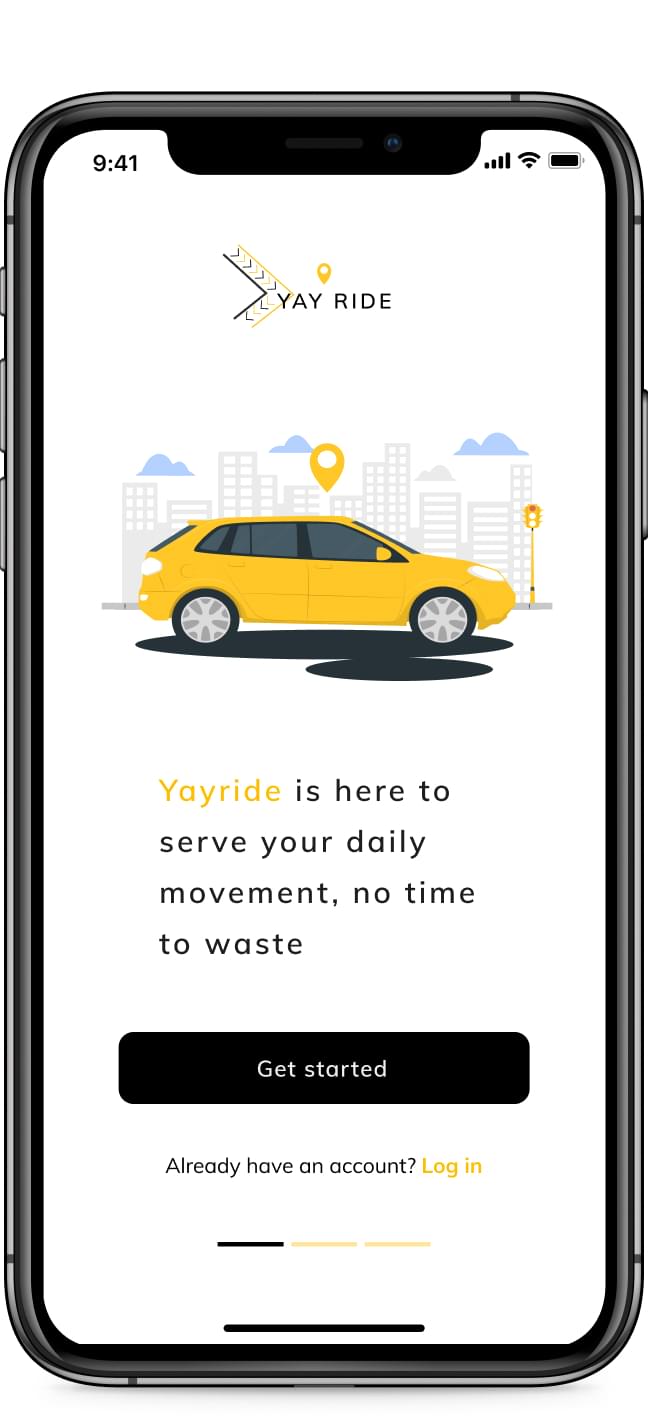 9:41
YAY RIDE
Yayride is here to
serve your daily
movement, no time
to waste
Get started
Already have an account? Log in